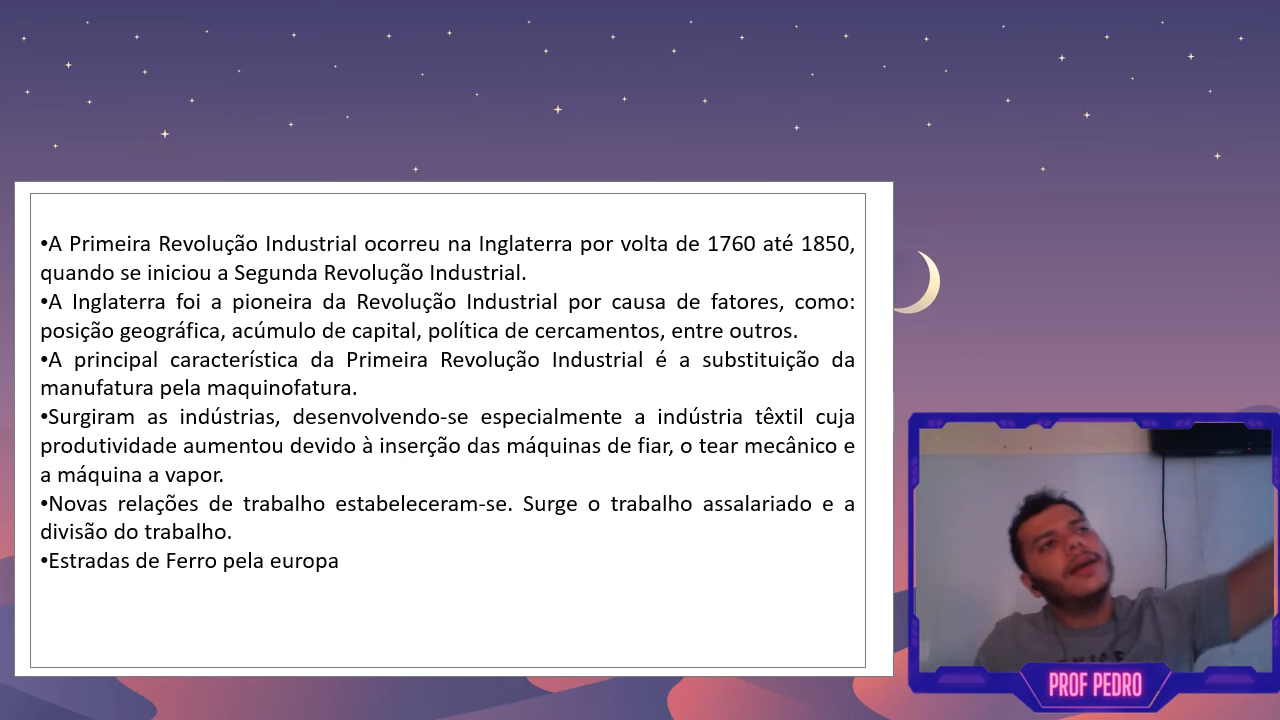 •A Primeira Revolução Industrial ocorreu na Inglaterra por volta de 1760 até 1850,
quando se iniciou a Segunda Revolução Industrial.
•A Inglaterra foi a pioneira da Revolução Industrial por causa de fatores, como:
posição geográfica, acúmulo de capital, política de cercamentos, entre outros.
•A principal característica da Primeira Revolução Industrial é a substituição da
manufatura pela maquinofatura.
•Surgiram as indústrias, desenvolvendo-se especialmente a indústria têxtil cuja
produtividade aumentou devido à inserção das máquinas de fiar, o tear mecânico e
a máquina a vapor.
•Novas relações de trabalho estabeleceram-se. Surge o trabalho assalariado e a
divisão do trabalho.
•Estradas de Ferro pela europa
PROF PEDRO